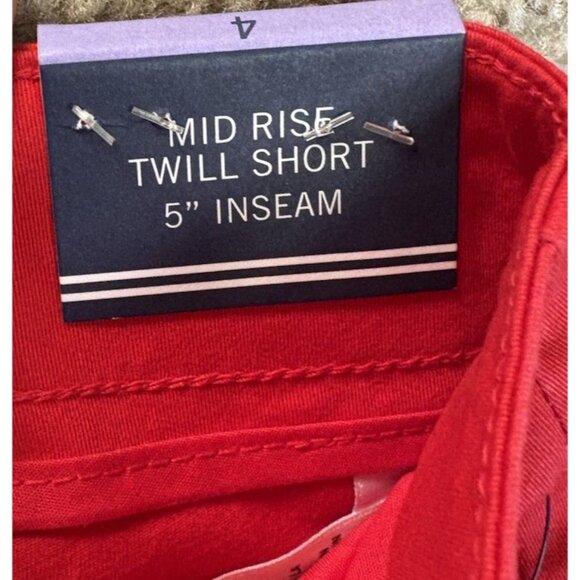 4
MID RISE
TWILL SHORT
5” INSEAM